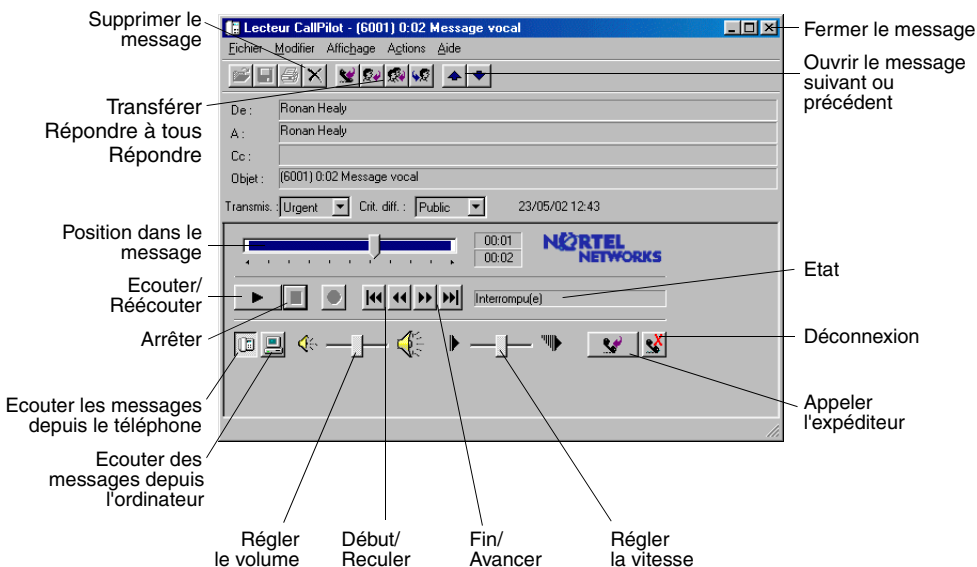 Supprimer le
message
Lecteur CallPilot - (6001) 0:02 Message vocal
Fermer le message
Fichier Modifier Affichage Actions Aide
Ouvrir le message
suivant ou
précédent
Transférer
Répondre à tous
Répondre
De : Ronan Healy
A : Ronan Healy
Cc :
Objet : (6001) 0:02 Message vocal
Transmis. : Urgent Crit. diff. : Public 23/05/02 12:43
Position dans le
message
00:01
00:02
NORTEL
NETWORKS
Etat
Ecouter/
Réécouter
Interrompu(e)
Arrêter
Déconnexion
Ecouter les messages
depuis le téléphone
Appeler
l'expéditeur
Ecouter des
messages depuis
l'ordinateur
Régler
le volume
Début/
Reculer
Fin/
Avancer
Régler
la vitesse